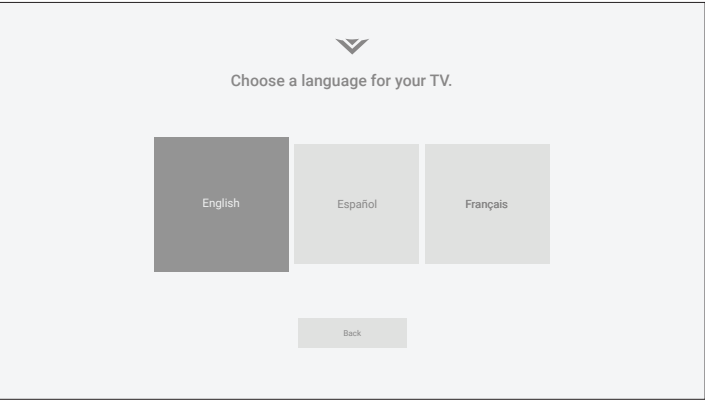 Choose a language for your TV.
English
Español
Français
Back